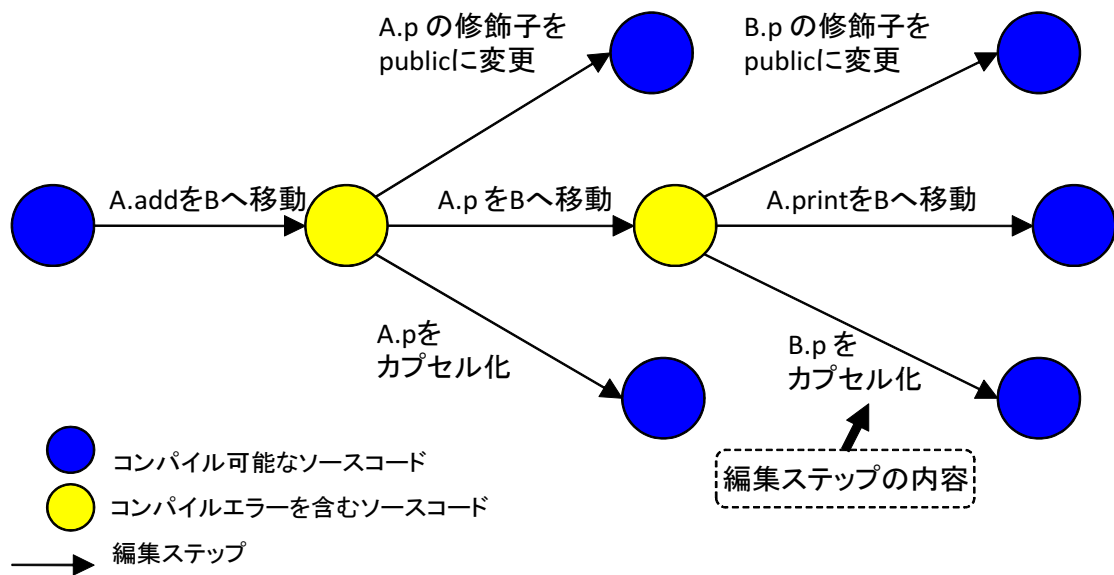 A.p の修飾子を
publicに変更
B.p の修飾子を
publicに変更
A.addをBへ移動
A.p をBへ移動
A.printをBへ移動
A.pを
カプセル化
B.p を
カプセル化
編集ステップの内容
コンパイル可能なソースコード
コンパイルエラーを含むソースコード
編集ステップ